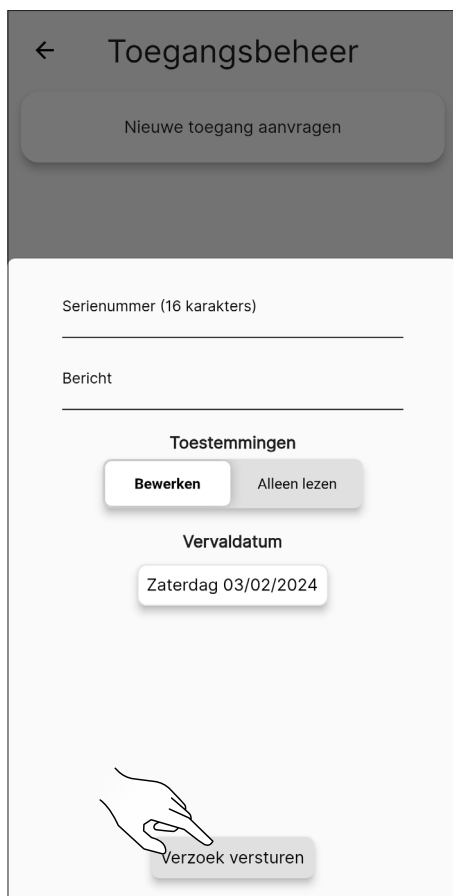 Toegangsbeheer
Nieuwe toegang aanvragen
Serienummer (16 karakters)
Bericht
Toestemmingen
Bewerken Alleen lezen
Vervaldatum
Zaterdag 03/02/2024
Verzoek versturen